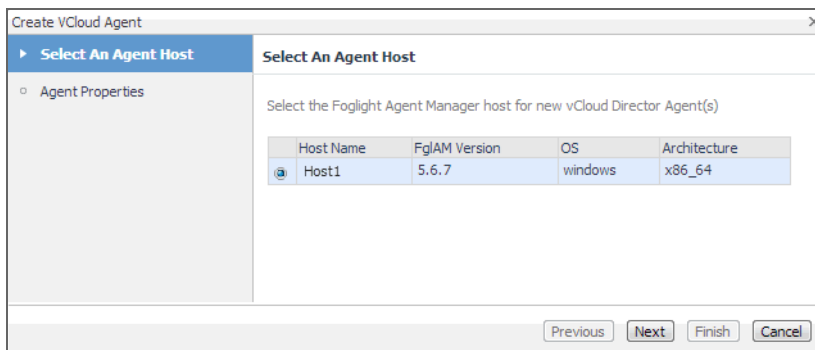 Create VCloud Agent
Select An Agent Host
Agent Properties
Select An Agent Host
Select the Foglight Agent Manager host for new vCloud Director Agent(s)
Host Name FglAM Version OS Architecture
Host1 5.6.7 windows x86_64
Previous Next Finish Cancel